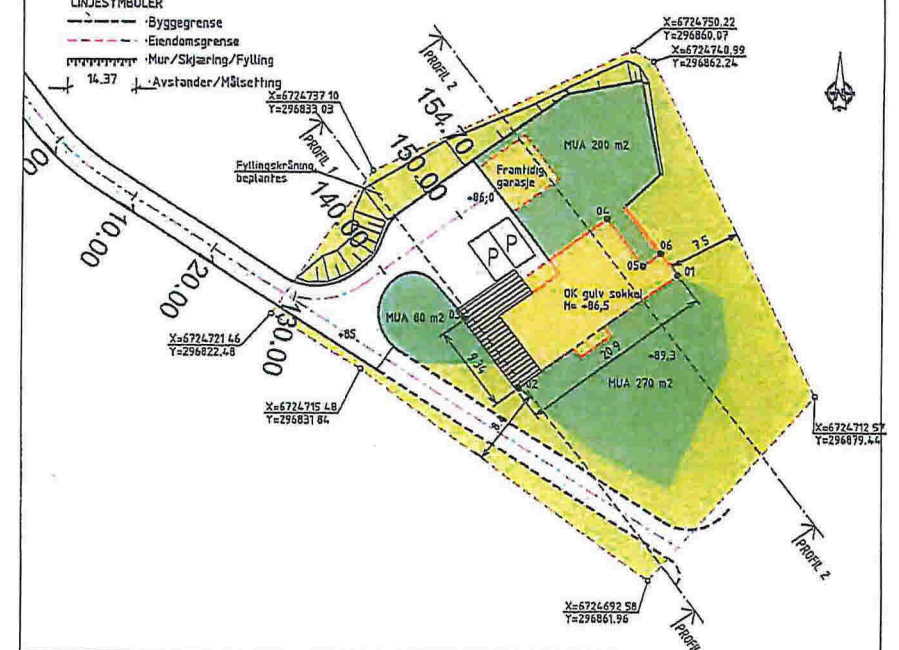 LINJESYMBOLER
Byggegrense
Eiendomsgrense
Mur/Skjæring/Fylling
14.37 Avstander/Målsetting
X=6724750.22
Y=296860.07
X=6724740.99
Y=296862.24
X=6724737 10
Y=296833.03
PROFIL 2
PROFIL 1
Fyllingskråning
beplantes
154.70
150.00
140.00
MUA 200 m2
Framtidig
garasje
+86,0
P
P
04
06
05
01
3.5
10.00
20.00
130.00
+85
MUA 80 m2
03
OK gulv sokkel
H= +86,5
9.34
20.9
-89,3
MUA 270 m2
02
X=6724721 46
Y=296822.48
X=6724715 48
Y=296831 84
X=6724712 57
Y=296879.44
PROFIL 2
X=6724692 58
Y=296861.96
PROFIL